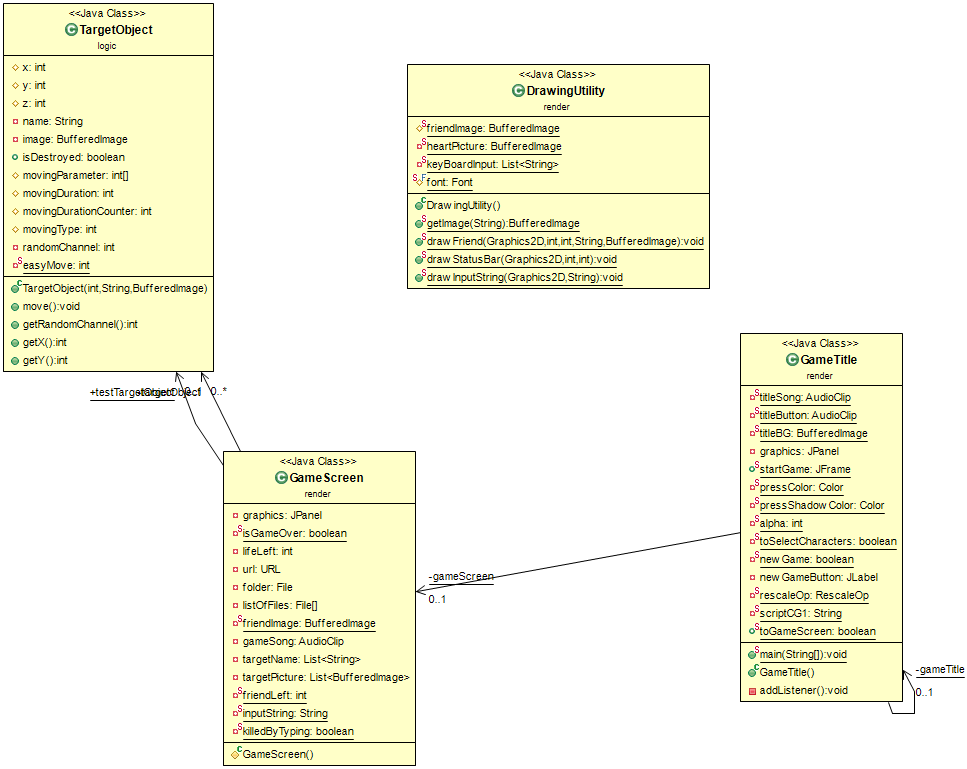 <<Java Class>>
TargetObject
logic
x: int
y: int
z: int
name: String
image: BufferedImage
isDestroyed: boolean
movingParameter: int[]
movingDuration: int
movingDurationCounter: int
movingType: int
randomChannel: int
easyMove: int
TargetObject(int,String,BufferedImage)
move():void
getRandomChannel():int
getX():int
getY():int
<<Java Class>>
DrawingUtility
render
friendImage: BufferedImage
heartPicture: BufferedImage
keyBoardInput: List<String>
font: Font
DrawingUtility()
getImage(String):BufferedImage
drawFriend(Graphics2D,int,int,String,BufferedImage):void
drawStatusBar(Graphics2D,int,int):void
drawInputString(Graphics2D,String):void
0..*
<<Java Class>>
GameScreen
render
graphics: JPanel
isGameOver: boolean
lifeLeft: int
url: URL
folder: File
listOfFiles: File[]
friendImage: BufferedImage
gameSong: AudioClip
targetName: List<String>
targetPicture: List<BufferedImage>
friendLeft: int
inputString: String
killedByTyping: boolean
GameScreen()
-gameScreen
0..1
<<Java Class>>
GameTitle
render
titleSong: AudioClip
titleButton: AudioClip
titleBG: BufferedImage
graphics: JPanel
startGame: JFrame
pressColor: Color
pressShadowColor: Color
alpha: int
toSelectCharacters: boolean
newGame: boolean
newGameButton: JLabel
rescaleOp: RescaleOp
scriptCG1: String
toGameScreen: boolean
main(String[]):void
GameTitle()
addListener():void
-gameTitle
0..1